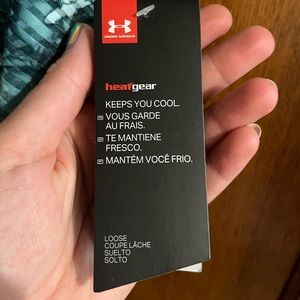 UNDER ARMOUR
heatgear
KEEPS YOU COOL.
VOUS GARDE
AU FRAIS.
TE MANTIENE
FRESCO.
MANTÉM VOCÊ FRIO.
LOOSE
COUPE LÂCHE
SUELTO
SOLTO